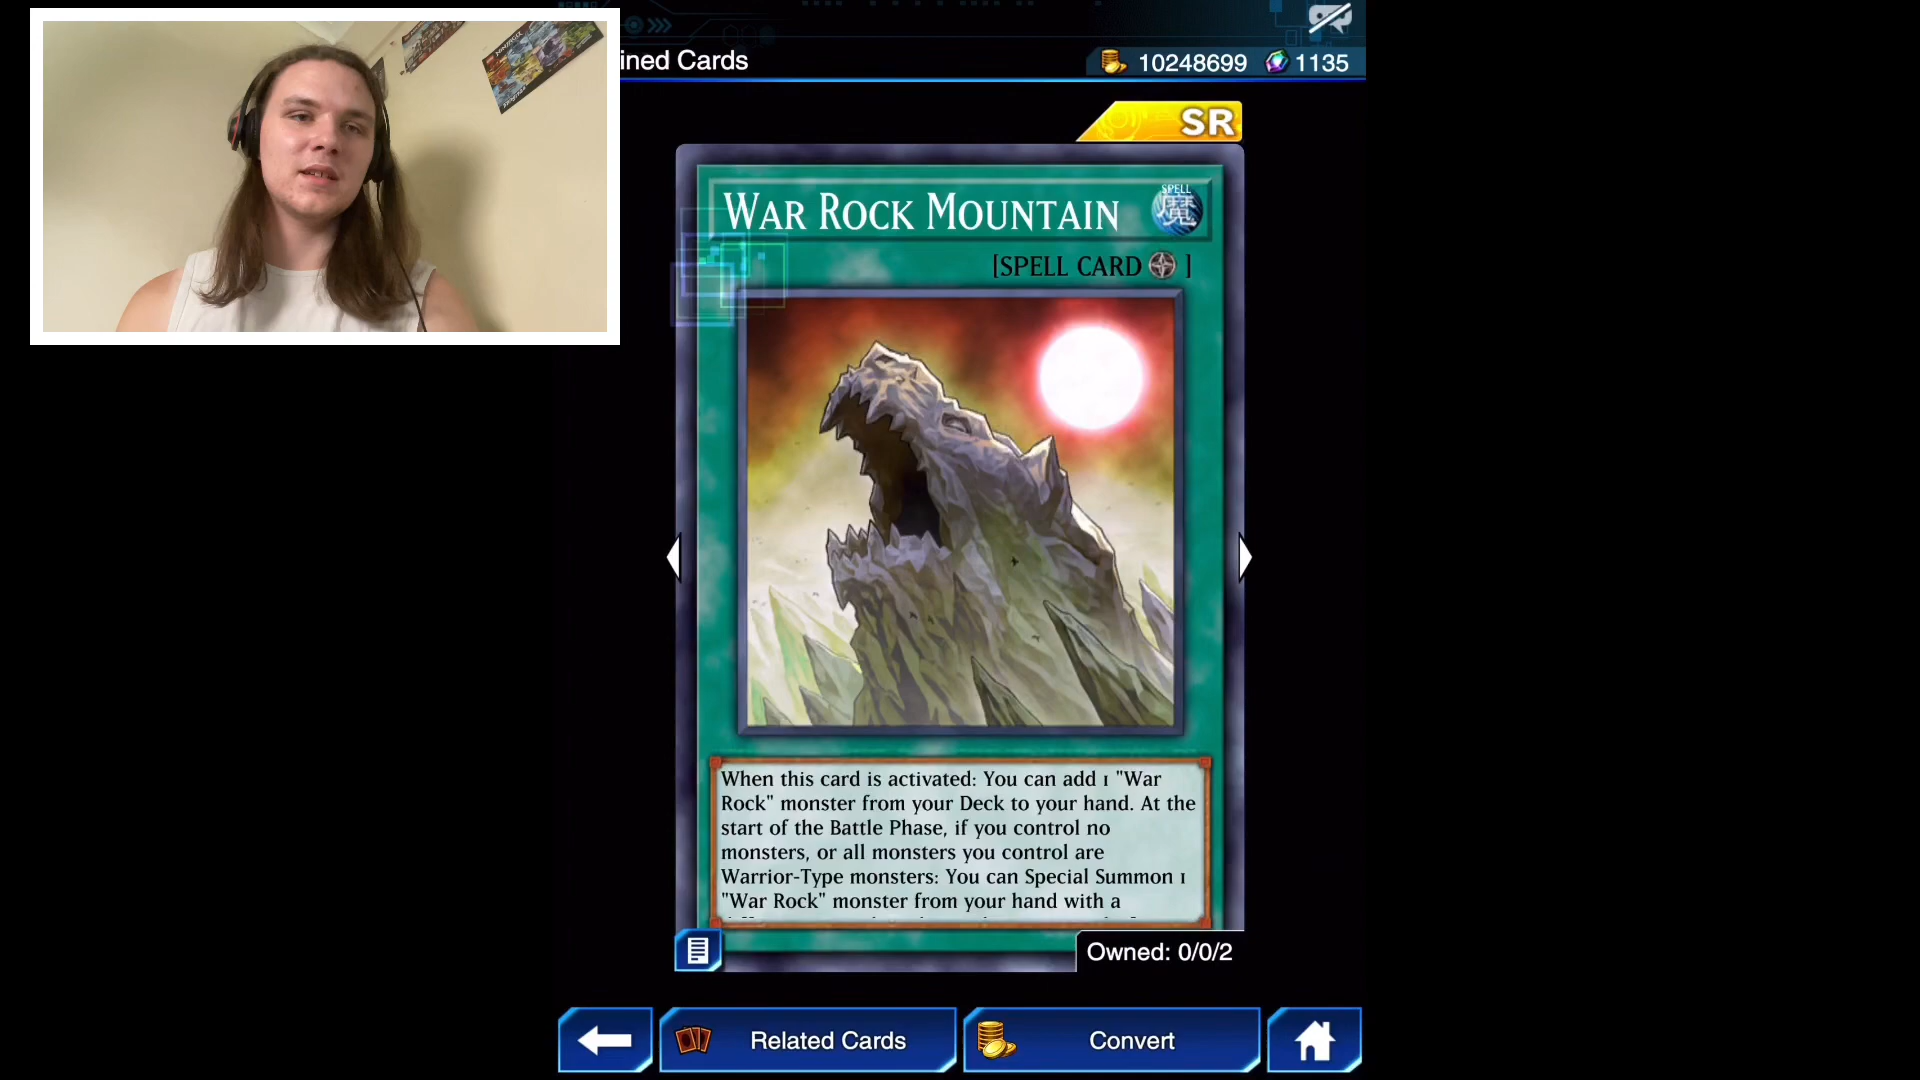 ined Cards
10248699
1135
SR
WAR ROCK MOUNTAIN
SPELL
魔
[SPELL CARD ]
When this card is activated: You can add 1 "War
Rock" monster from your Deck to your hand. At the
start of the Battle Phase, if you control no
monsters, or all monsters you control are
Warrior-Type monsters: You can Special Summon 1
"War Rock" monster from your hand with a
Owned: 0/0/2
Related Cards
Convert